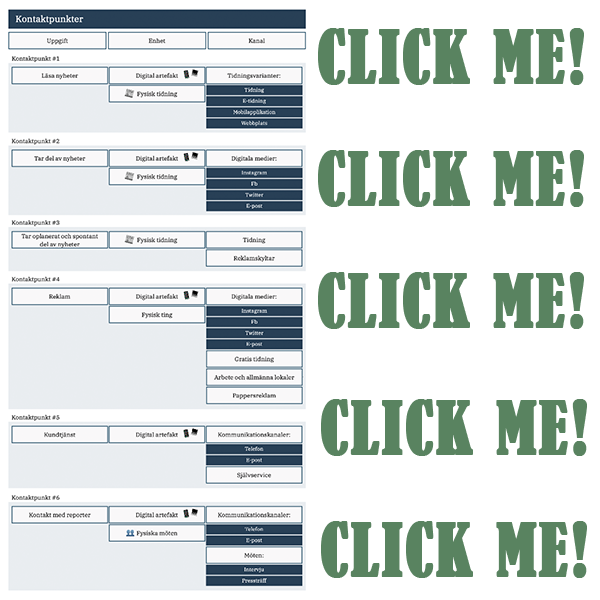 Kontaktpunkter
Uppgift Enhet Kanal
Kontaktpunkt #1
Läsa nyheter Digital artefakt Tidningsvarianter:
Fysisk tidning Tidning
E-tidning
Mobilapplikation
Webbplats
Kontaktpunkt #2
Tar del av nyheter Digital artefakt Digitala medier:
Fysisk tidning Instagram
Fb
Twitter
E-post
Kontaktpunkt #3
Tar oplanerat och spontant
del av nyheter
Fysisk tidning Tidning
Reklamskyltar
Kontaktpunkt #4
Reklam Digital artefakt Digitala medier:
Fysisk ting Instagram
Fb
Twitter
E-post
Gratis tidning
Arbete och allmänna lokaler
Pappersreklam
Kontaktpunkt #5
Kundtjänst Digital artefakt Kommunikationskanaler:
Telefon
E-post
Självservice
Kontaktpunkt #6
Kontakt med reporter Digital artefakt Kommunikationskanaler:
Fysiska möten Telefon
E-post
Möten:
Intervju
Pressträff
CLICK ME!
CLICK ME!
CLICK ME!
CLICK ME!
CLICK ME!